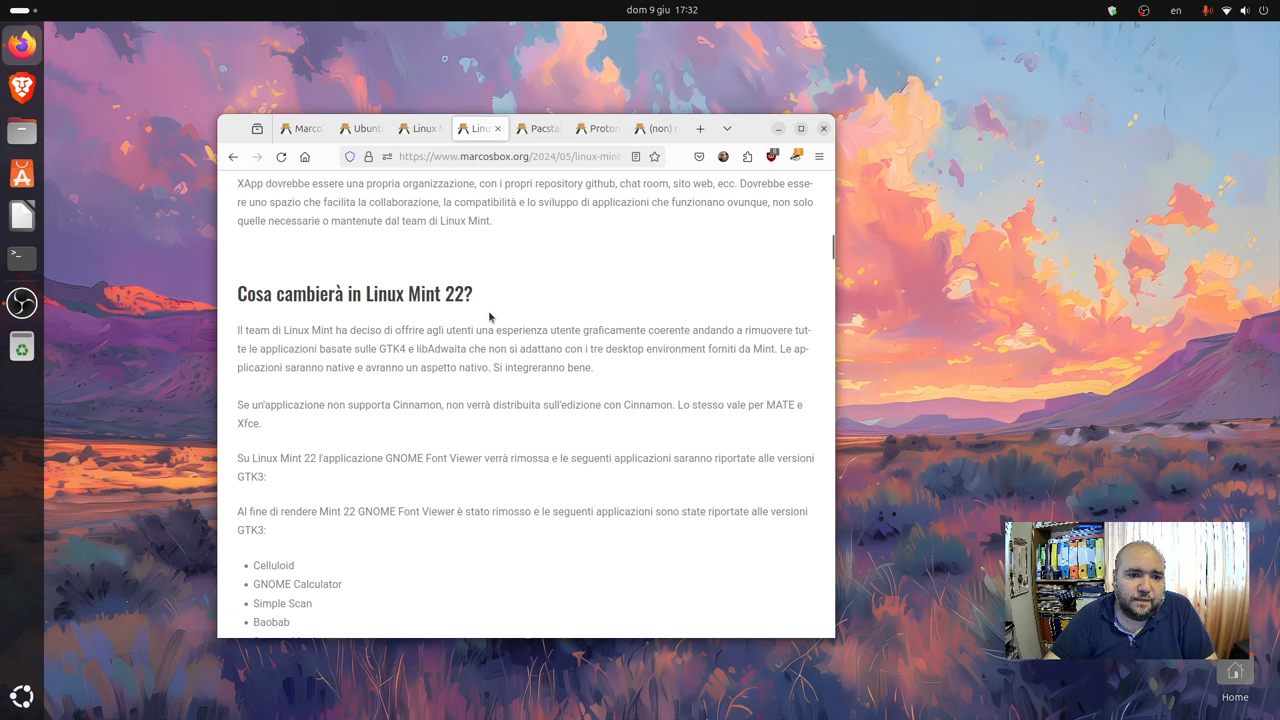 dom 9 giu 17:32
en
Marco
Ubunt
Linux M
Linu
Pacsta
Proton
(non) r
https://www.marcosbox.org/2024/05/linux-mint-
XApp dovrebbe essere una propria organizzazione, con i propri repository github, chat room, sito web, ecc. Dovrebbe esse-
re uno spazio che facilita la collaborazione, la compatibilità e lo sviluppo di applicazioni che funzionano ovunque, non solo
quelle necessarie o mantenute dal team di Linux Mint.
Cosa cambierà in Linux Mint 22?
Il team di Linux Mint ha deciso di offrire agli utenti una esperienza utente graficamente coerente andando a rimuovere tut-
te le applicazioni basate sulle GTK4 e libAdwaita che non si adattano con i tre desktop environment forniti da Mint. Le ap-
plicazioni saranno native e avranno un aspetto nativo. Si integreranno bene.
Se un'applicazione non supporta Cinnamon, non verrà distribuita sull'edizione con Cinnamon. Lo stesso vale per MATE e
Xfce.
Su Linux Mint 22 l'applicazione GNOME Font Viewer verrà rimossa e le seguenti applicazioni saranno riportate alle versioni
GTK3:
Al fine di rendere Mint 22 GNOME Font Viewer è stato rimosso e le seguenti applicazioni sono state riportate alle versioni
GTK3:
• Celluloid
• GNOME Calculator
• Simple Scan
• Baobab
Home